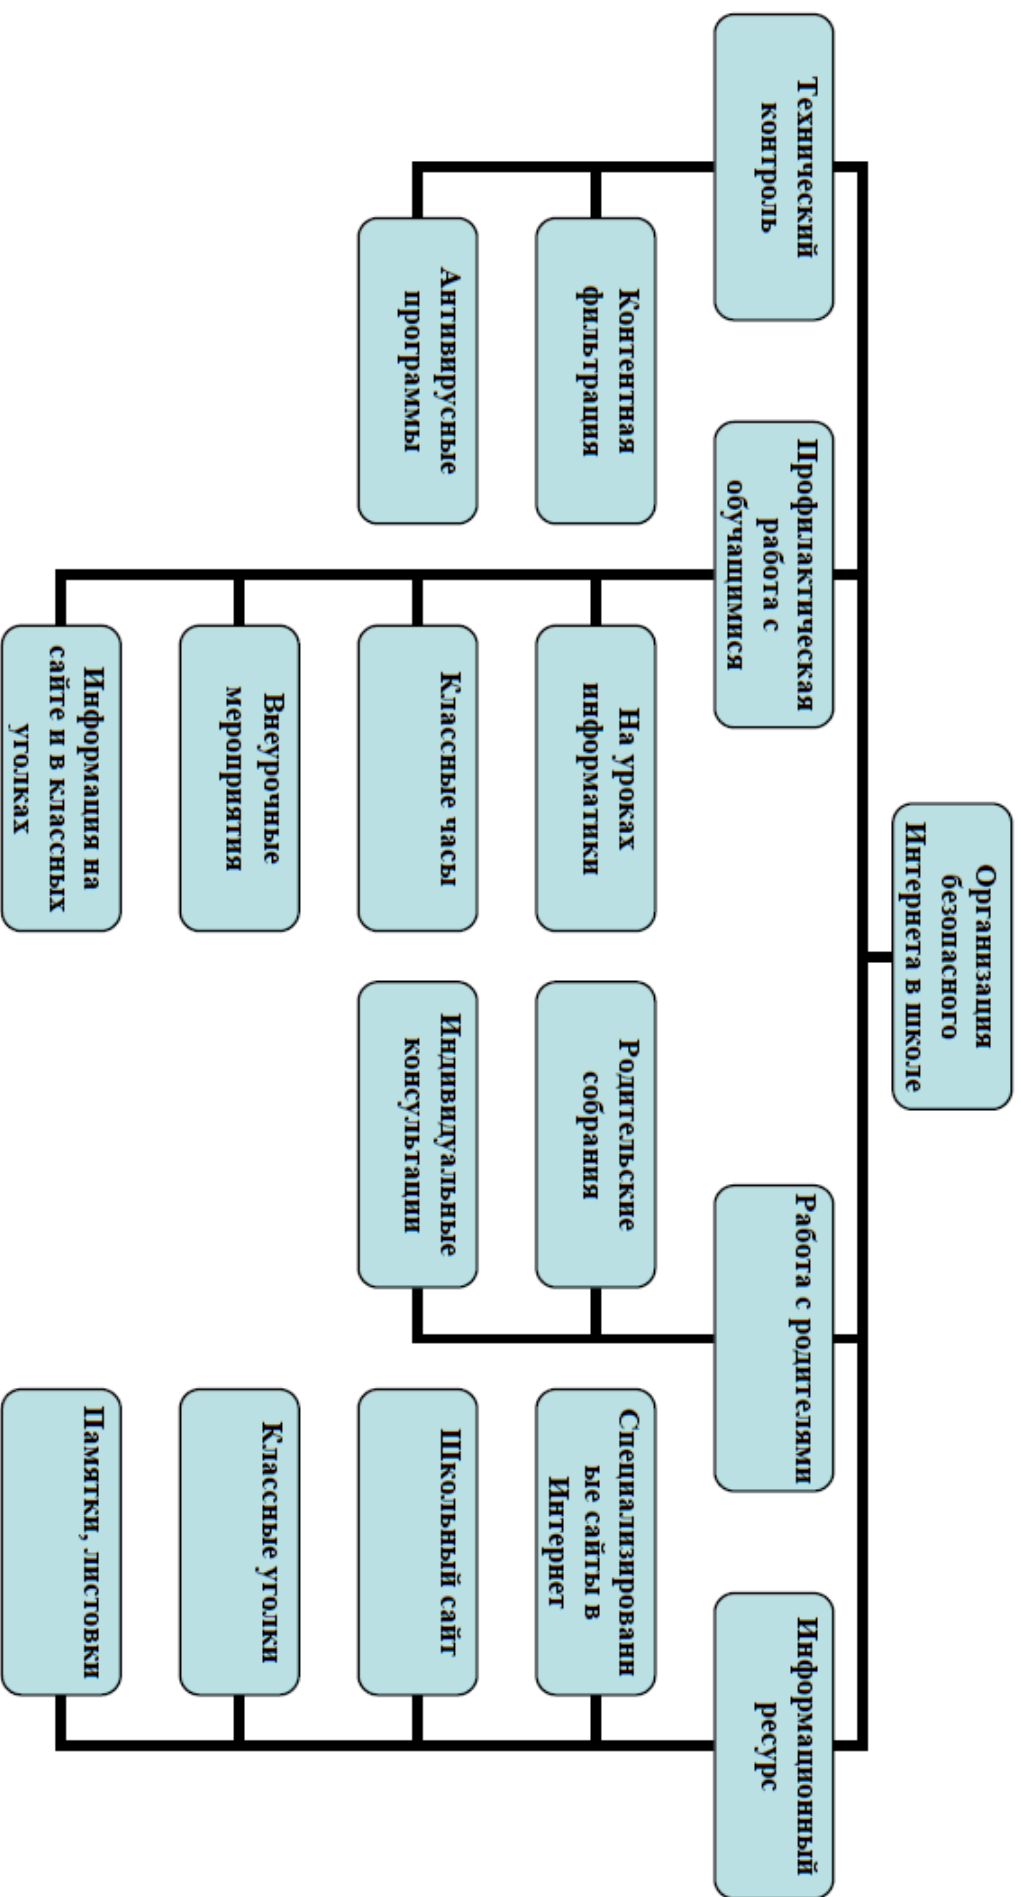 Организация
безопасного
Интернета в школе
Технический
контроль
Контентная
фильтрация
Антивирусные
программы
Профилактическая
работа с
обучащимися
На уроках
информатики
Классные часы
Внеурочные
мероприятия
Информация на
сайте и в классных
уголках
Работа с родителями
Родительские
собрания
Индивидуальные
консультации
Информационный
ресурс
Специализированн
ые сайты в
Интернет
Школьный сайт
Классные уголки
Памятки, листовки